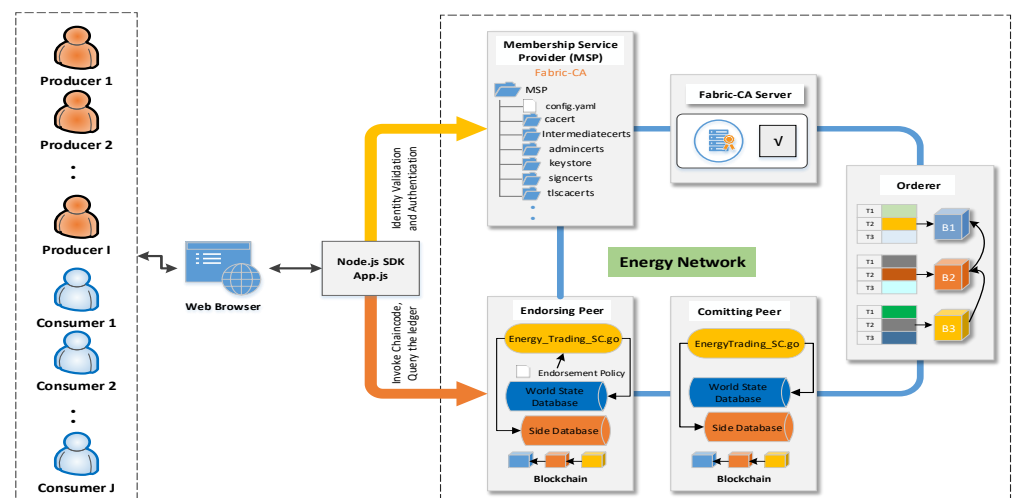 Producer 1
Producer 2
:
Producer I
Consumer 1
Consumer 2
:
Consumer J
Web Browser
Node.js SDK
App.js
Identity Validation
and Authentication
Invoke Chaincode,
Query the ledger
Membership Service
Provider (MSP)
Fabric-CA
MSP
config.yaml
cacert
Intermediatecerts
admincerts
keystore
signcerts
tlscacerts
Fabric-CA Server
√
Orderer
T1
T2
T3
B1
T1
T2
T3
B2
T1
T2
T3
B3
Energy Network
Endorsing Peer
Energy_Trading_SC.go
Endorsement Policy
World State
Database
Side Database
Blockchain
Comitting Peer
EnergyTrading_SC.go
World State
Database
Side Database
Blockchain